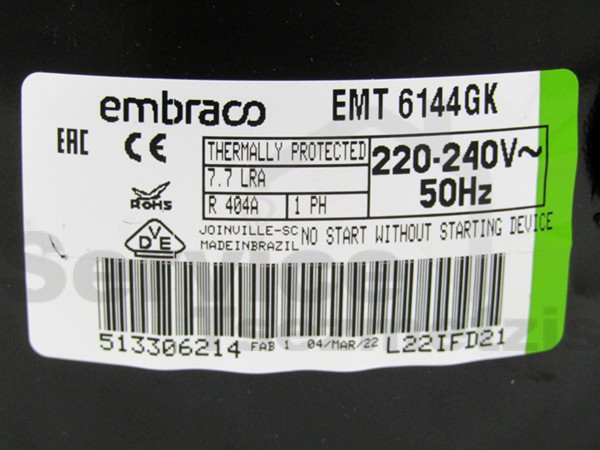 embraco EMT 6144GK
EAC CE
THERMALLY PROTECTED
7.7 LRA
R 404A 1 PH
220-240V~
50Hz
RoHS
VDE
JOINVILLE-SC
MADEINBRAZIL
NO START WITHOUT STARTING DEVICE
513306214 FAB 1 04/MAR/22 L22IFD21
Service